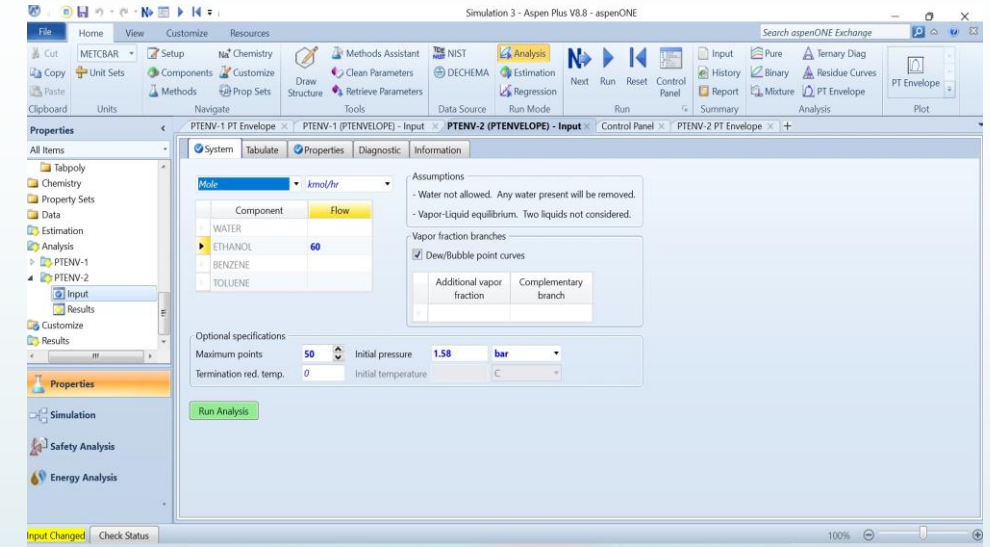 Simulation 3 - Aspen Plus V8.8 - aspenONE
File Home View Customize Resources Search aspenONE Exchange
Cut METCBAR Setup Na⁺ Chemistry Methods Assistant NIST Analysis Input Pure Ternary Diag
Copy Unit Sets Components Customize Clean Parameters DECHEMA Estimation History Binary Residue Curves
Paste Methods Prop Sets Draw Structure Retrieve Parameters Regression Next Run Reset Control Panel Report Mixture PT Envelope PT Envelope
Clipboard Units Navigate Tools Data Source Run Mode Run Summary Analysis Plot
Properties
All Items
Tabpoly
Chemistry
Property Sets
Data
Estimation
Analysis
PTENV-1
PTENV-2
Input
Results
Customize
Results
Properties
Simulation
Safety Analysis
Energy Analysis
PTENV-1 PT Envelope PTENV-1 (PTENVELOPE) - Input PTENV-2 (PTENVELOPE) - Input Control Panel PTENV-2 PT Envelope +
System Tabulate Properties Diagnostic Information
Mole kmol/hr
Component Flow
WATER
ETHANOL 60
BENZENE
TOLUENE
Assumptions
- Water not allowed. Any water present will be removed.
- Vapor-Liquid equilibrium. Two liquids not considered.
Vapor fraction branches
Dew/Bubble point curves
Additional vapor fraction Complementary branch
Optional specifications
Maximum points 50 Initial pressure 1.58 bar
Termination red. temp. 0 Initial temperature C
Run Analysis
Input Changed Check Status 100%